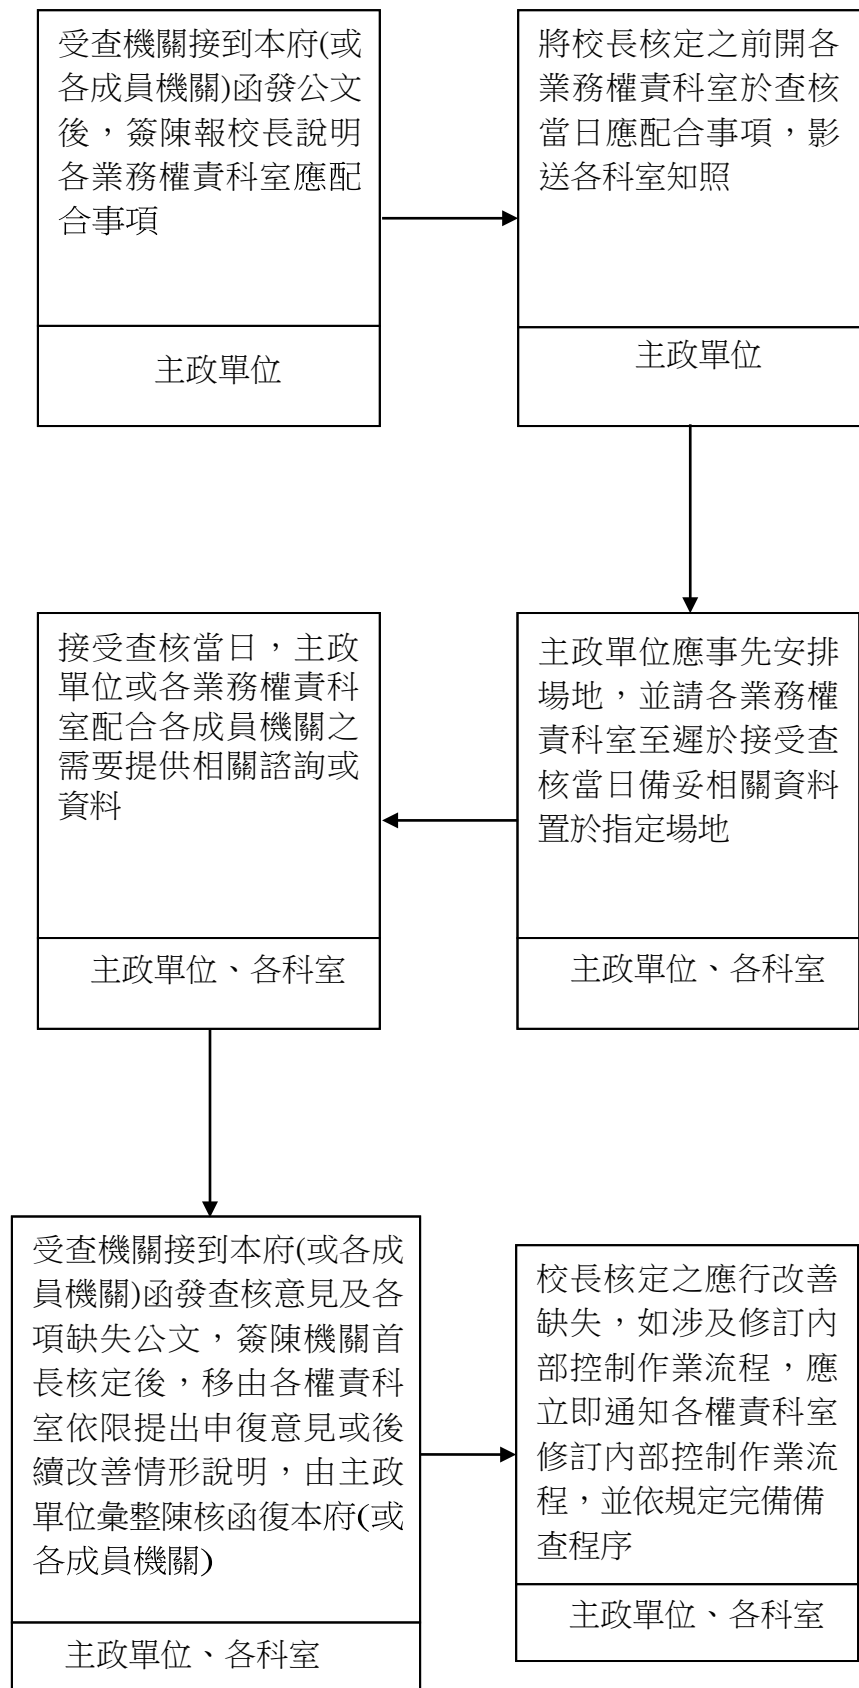 受查機關接到本府(或
各成員機關)函發公文
後，簽陳報校長說明
各業務權責科室應配
合事項
主政單位
將校長核定之前開各
業務權責科室於查核
當日應配合事項，影
送各科室知照
主政單位
主政單位應事先安排
場地，並請各業務權
責科室至遲於接受查
核當日備妥相關資料
置於指定場地
主政單位、各科室
接受查核當日，主政
單位或各業務權責科
室配合各成員機關之
需要提供相關諮詢或
資料
主政單位、各科室
受查機關接到本府(或各成
員機關)函發查核意見及各
項缺失公文，簽陳機關首
長核定後，移由各權責科
室依限提出申復意見或後
續改善情形說明，由主政
單位彙整陳核函復本府(或
各成員機關)
主政單位、各科室
校長核定之應行改善
缺失，如涉及修訂內
部控制作業流程，應
立即通知各權責科室
修訂內部控制作業流
程，並依規定完備備
查程序
主政單位、各科室